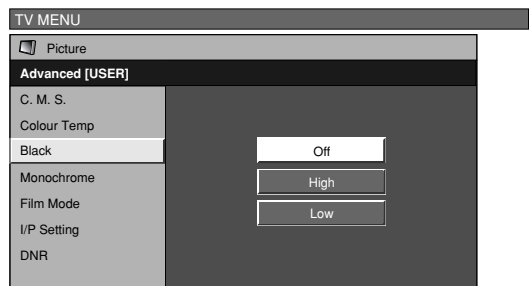 TV MENU
Picture
Advanced [USER]
C. M. S.
Colour Temp
Black
Monochrome
Film Mode
I/P Setting
DNR
Off
High
Low